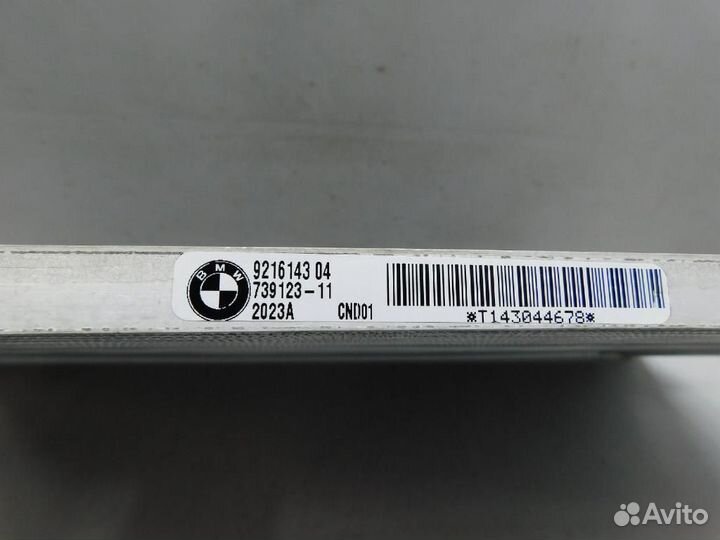 BMW
9216143 04
739123-11
2023A CND01
*T143044678*
Avito